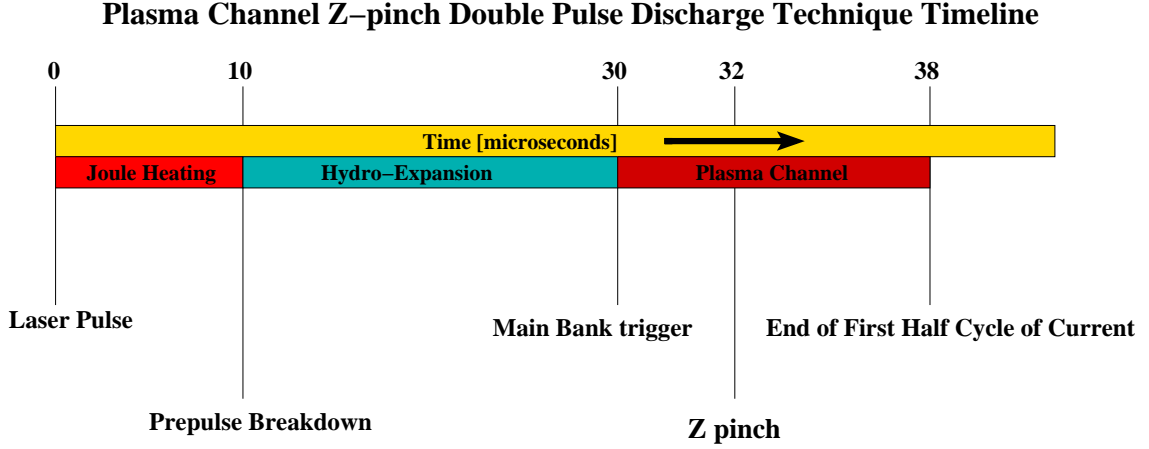 Plasma Channel Z−pinch Double Pulse Discharge Technique Timeline
0 10 30 32 38
Time [microseconds]
Joule Heating Hydro−Expansion Plasma Channel
Laser Pulse
Main Bank trigger End of First Half Cycle of Current
Prepulse Breakdown
Z pinch